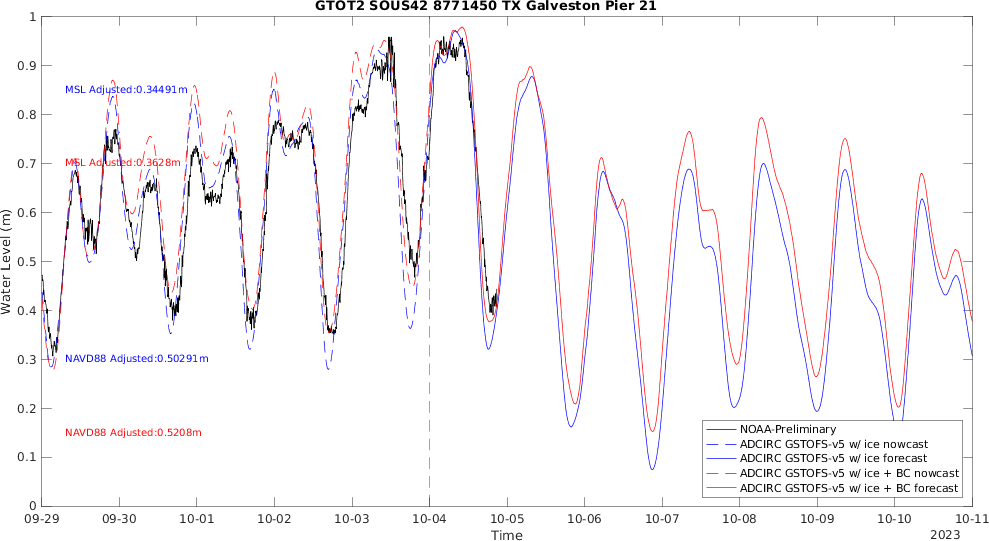 GTOT2 SOUS42 8771450 TX Galveston Pier 21
1
0.9
0.8
0.7
0.6
0.5
0.4
0.3
0.2
0.1
0
Water Level (m)
MSL Adjusted:0.34491m
MSL Adjusted:0.3628m
NAVD88 Adjusted:0.50291m
NAVD88 Adjusted:0.5208m
NOAA-Preliminary
ADCIRC GSTOFS-v5 w/ ice nowcast
ADCIRC GSTOFS-v5 w/ ice forecast
ADCIRC GSTOFS-v5 w/ ice + BC nowcast
ADCIRC GSTOFS-v5 w/ ice + BC forecast
09-29 09-30 10-01 10-02 10-03 10-04 10-05 10-06 10-07 10-08 10-09 10-10 10-11
Time
2023